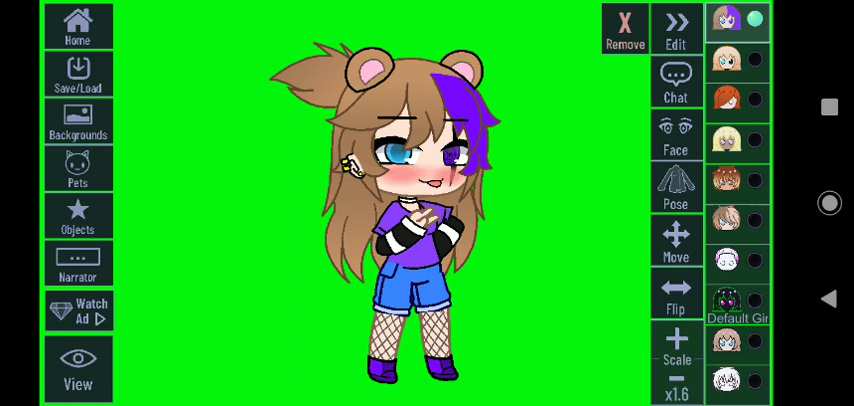 Home
Save/Load
Backgrounds
Pets
Objects
Narrator
Watch
Ad
View
X
Remove
Edit
Chat
Face
Pose
Move
Flip
Scale
x1.6
Default Gir